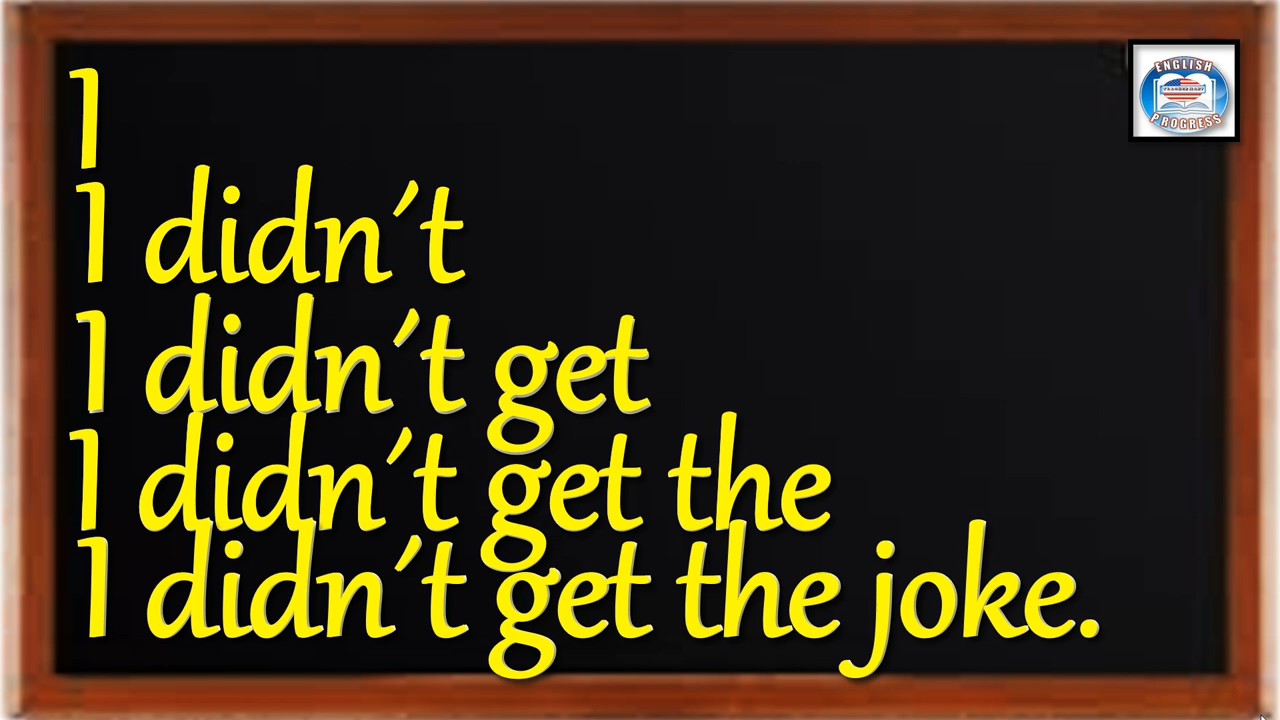 I
I didn't
I didn't get
I didn't get the
I didn't get the joke.
ENGLISH
PROGRESS